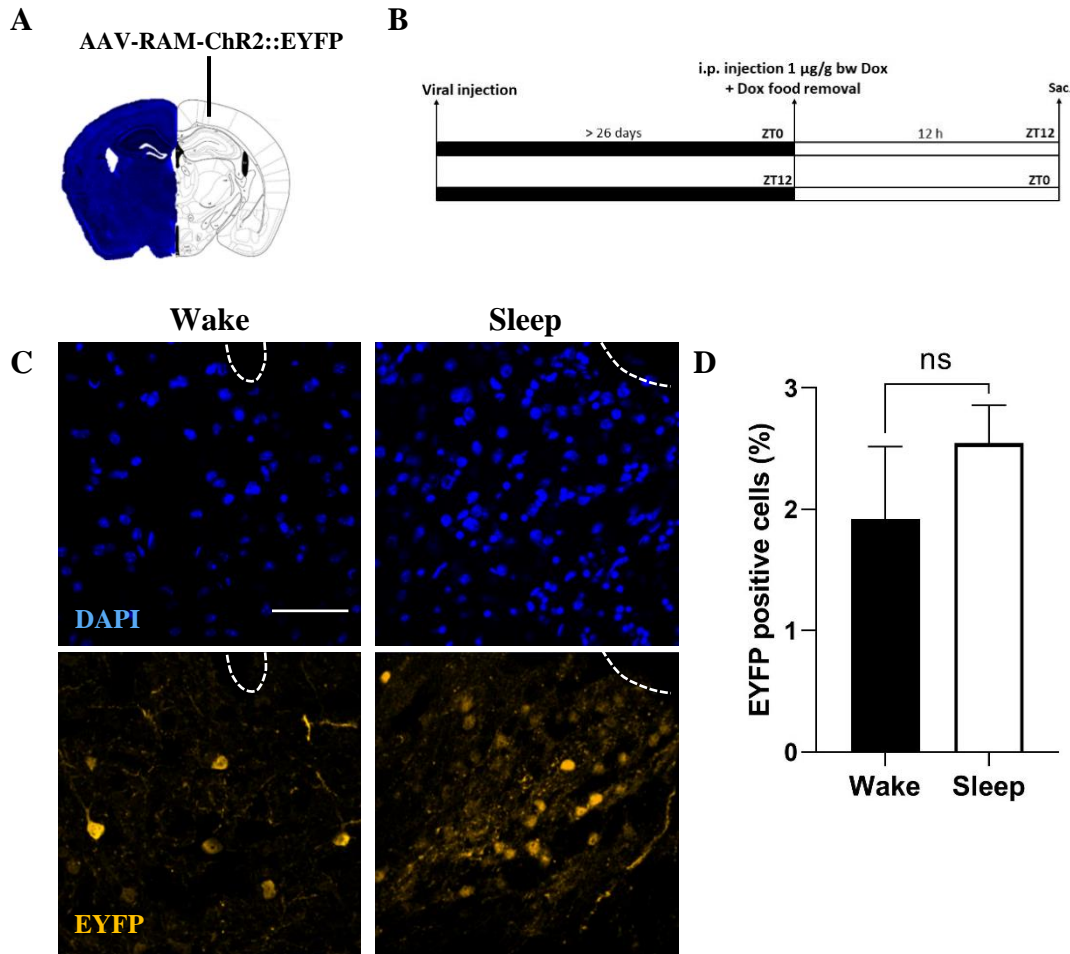 A
AAV-RAM-ChR2::EYFP
B
i.p. injection 1 µg/g bw Dox
+ Dox food removal
Viral injection
Sac.
> 26 days
ZT0
12 h
ZT12
ZT12
ZT0
Wake
Sleep
C
DAPI
EYFP
D
ns
EYFP positive cells (%)
3
2
1
0
Wake
Sleep